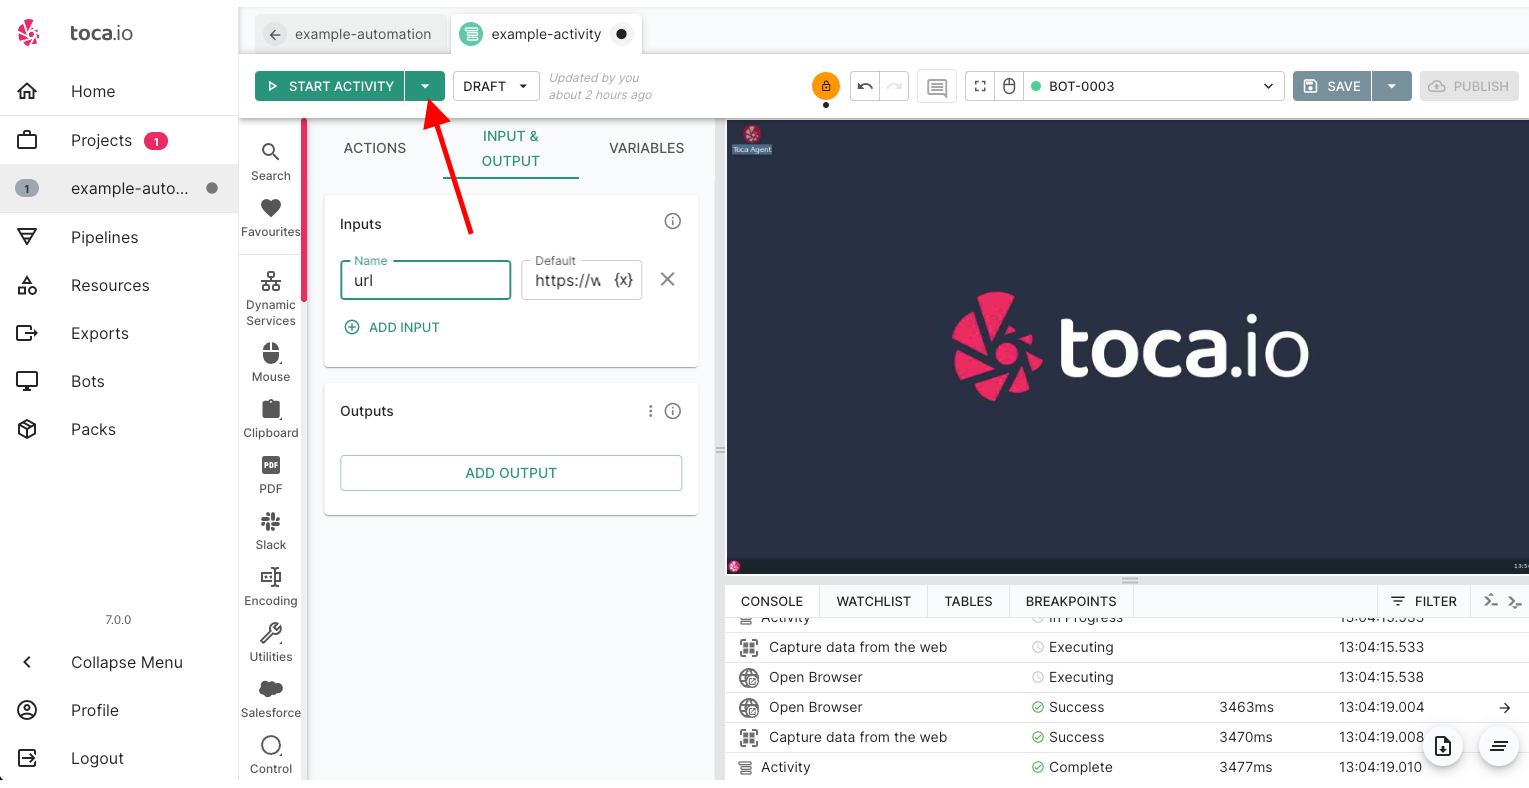 toca.io
example-automation
example-activity
START ACTIVITY
DRAFT
Updated by you
about 2 hours ago
BOT-0003
SAVE
PUBLISH
Home
Projects 1
1 example-auto...
Pipelines
Resources
Exports
Bots
Packs
7.0.0
Collapse Menu
Profile
Logout
Search
Favourites
Dynamic
Services
Mouse
Clipboard
PDF
PDF
Slack
Encoding
Utilities
Salesforce
Control
ACTIONS
INPUT &
OUTPUT
VARIABLES
Inputs
Name
url
Default
https://w {x}
ADD INPUT
Outputs
ADD OUTPUT
Toca Agent
toca.io
CONSOLE
WATCHLIST
TABLES
BREAKPOINTS
FILTER
Activity In Progress 13:04:15.533
Capture data from the web Executing 13:04:15.533
Open Browser Executing 13:04:15.538
Open Browser Success 3463ms 13:04:19.004
Capture data from the web Success 3470ms 13:04:19.008
Activity Complete 3477ms 13:04:19.010